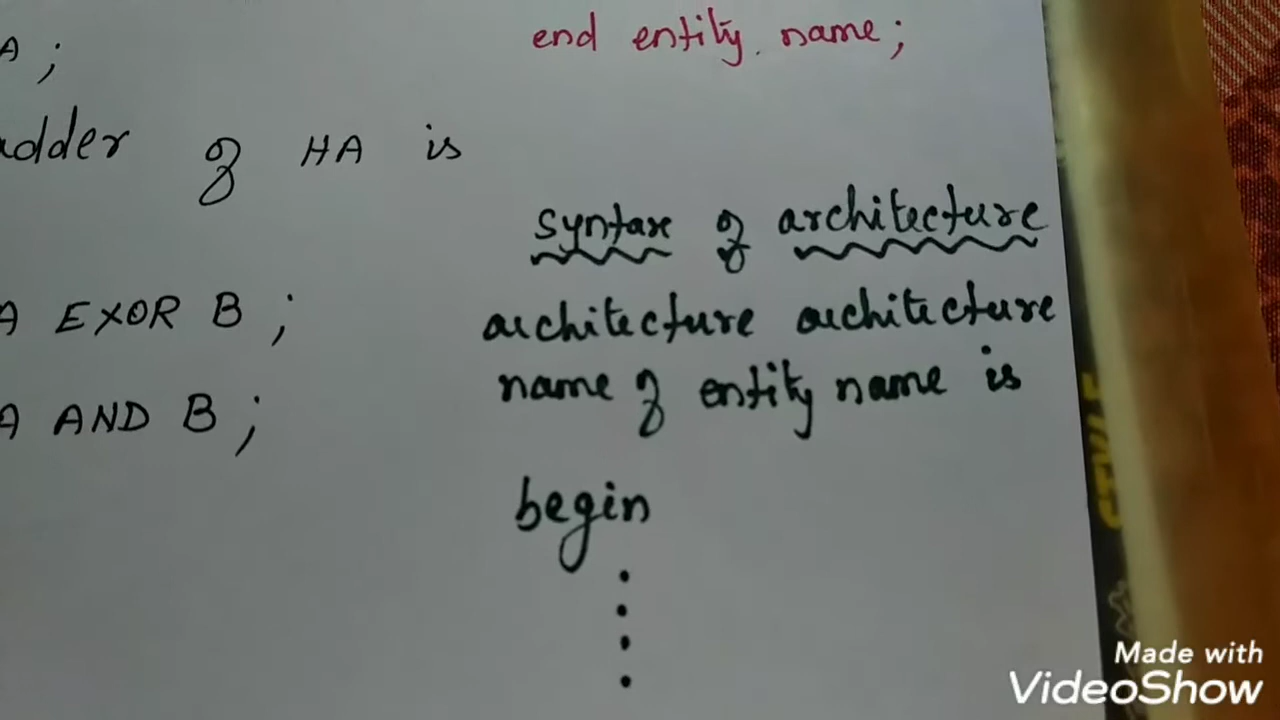 A ;
end entity name;
adder of HA is
syntax of architecture
architecture architecture
name of entity name is
A EXOR B ;
A AND B ;
begin
Made with
VideoShow